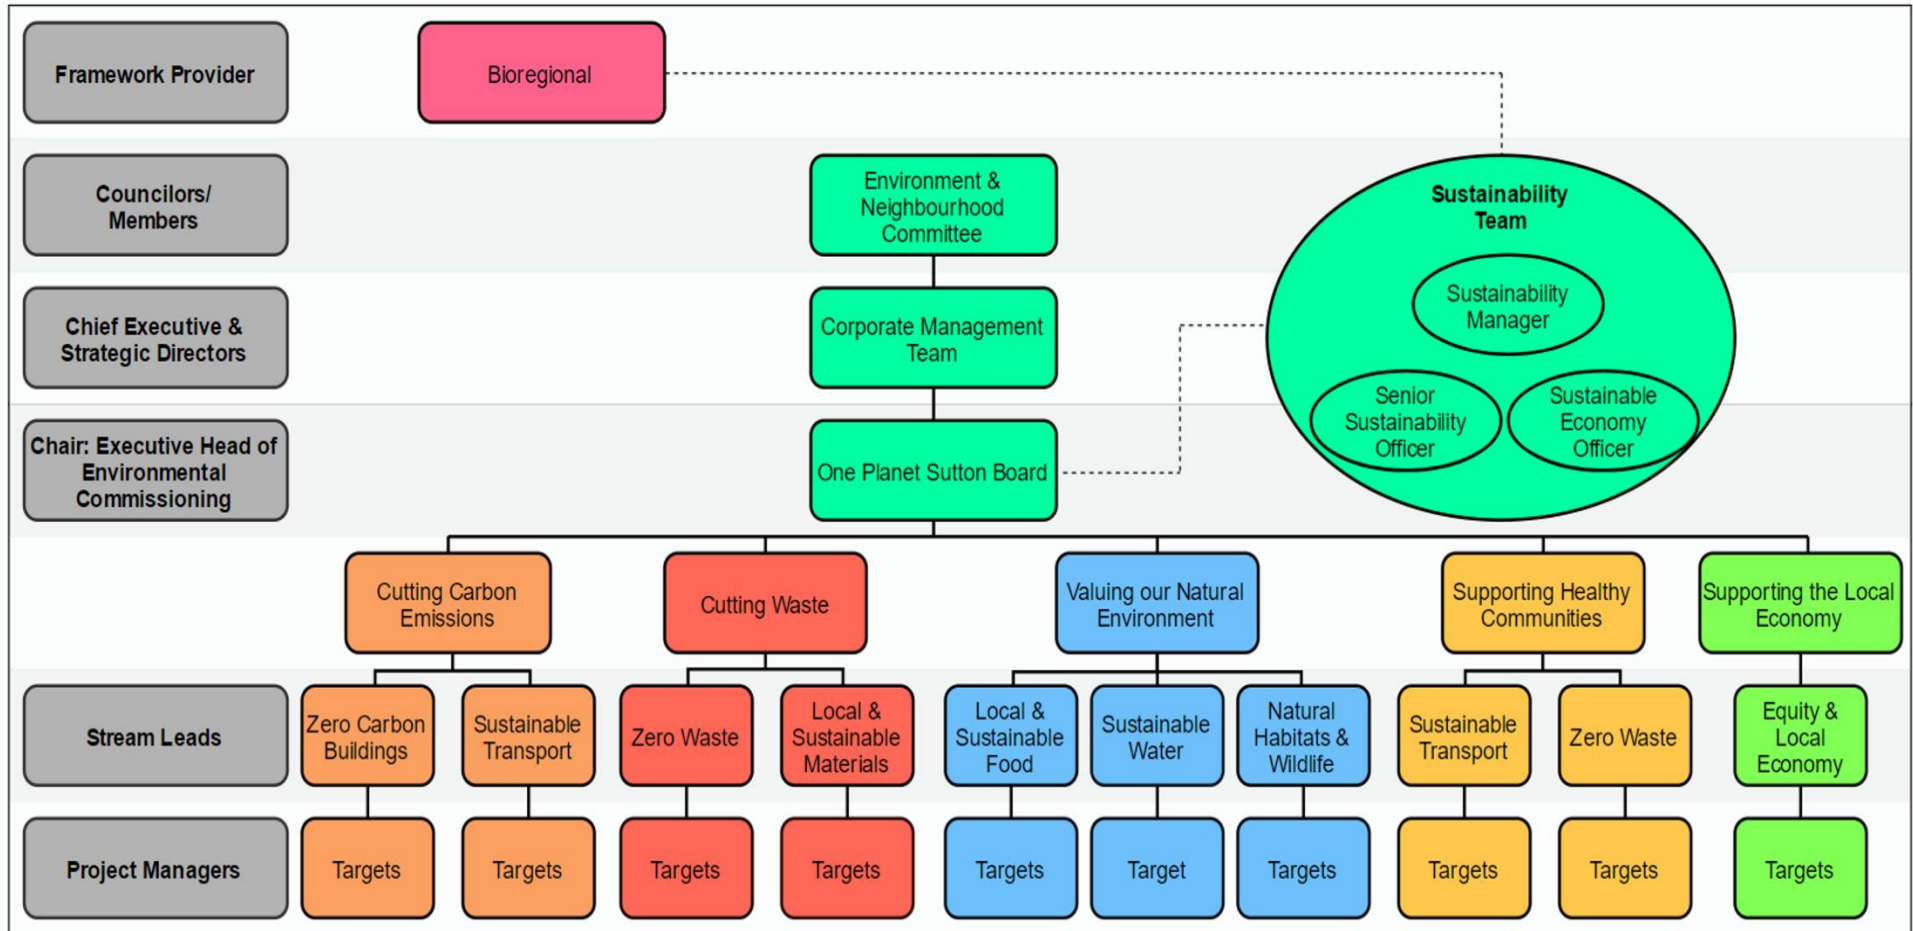 Framework Provider
Bioregional
Councilors/
Members
Environment &
Neighbourhood
Committee
Sustainability
Team
Sustainability
Manager
Senior
Sustainability
Officer
Sustainable
Economy
Officer
Chief Executive &
Strategic Directors
Corporate Management
Team
Chair: Executive Head of
Environmental
Commissioning
One Planet Sutton Board
Cutting Carbon
Emissions
Cutting Waste
Valuing our Natural
Environment
Supporting Healthy
Communities
Supporting the Local
Economy
Stream Leads
Zero Carbon
Buildings
Sustainable
Transport
Zero Waste
Local &
Sustainable
Materials
Local &
Sustainable
Food
Sustainable
Water
Natural
Habitats &
Wildlife
Sustainable
Transport
Zero Waste
Equity &
Local
Economy
Project Managers
Targets
Targets
Targets
Targets
Targets
Target
Targets
Targets
Targets
Targets